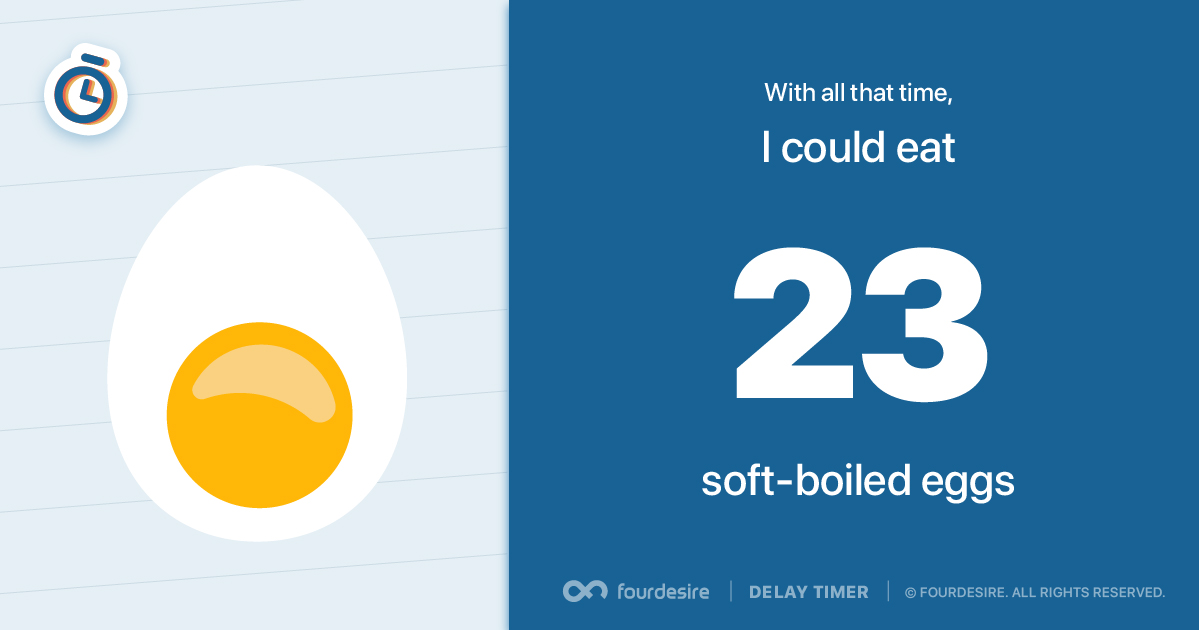 With all that time,
I could eat
23
soft-boiled eggs
fourdesire | DELAY TIMER | © FOURDESIRE. ALL RIGHTS RESERVED.